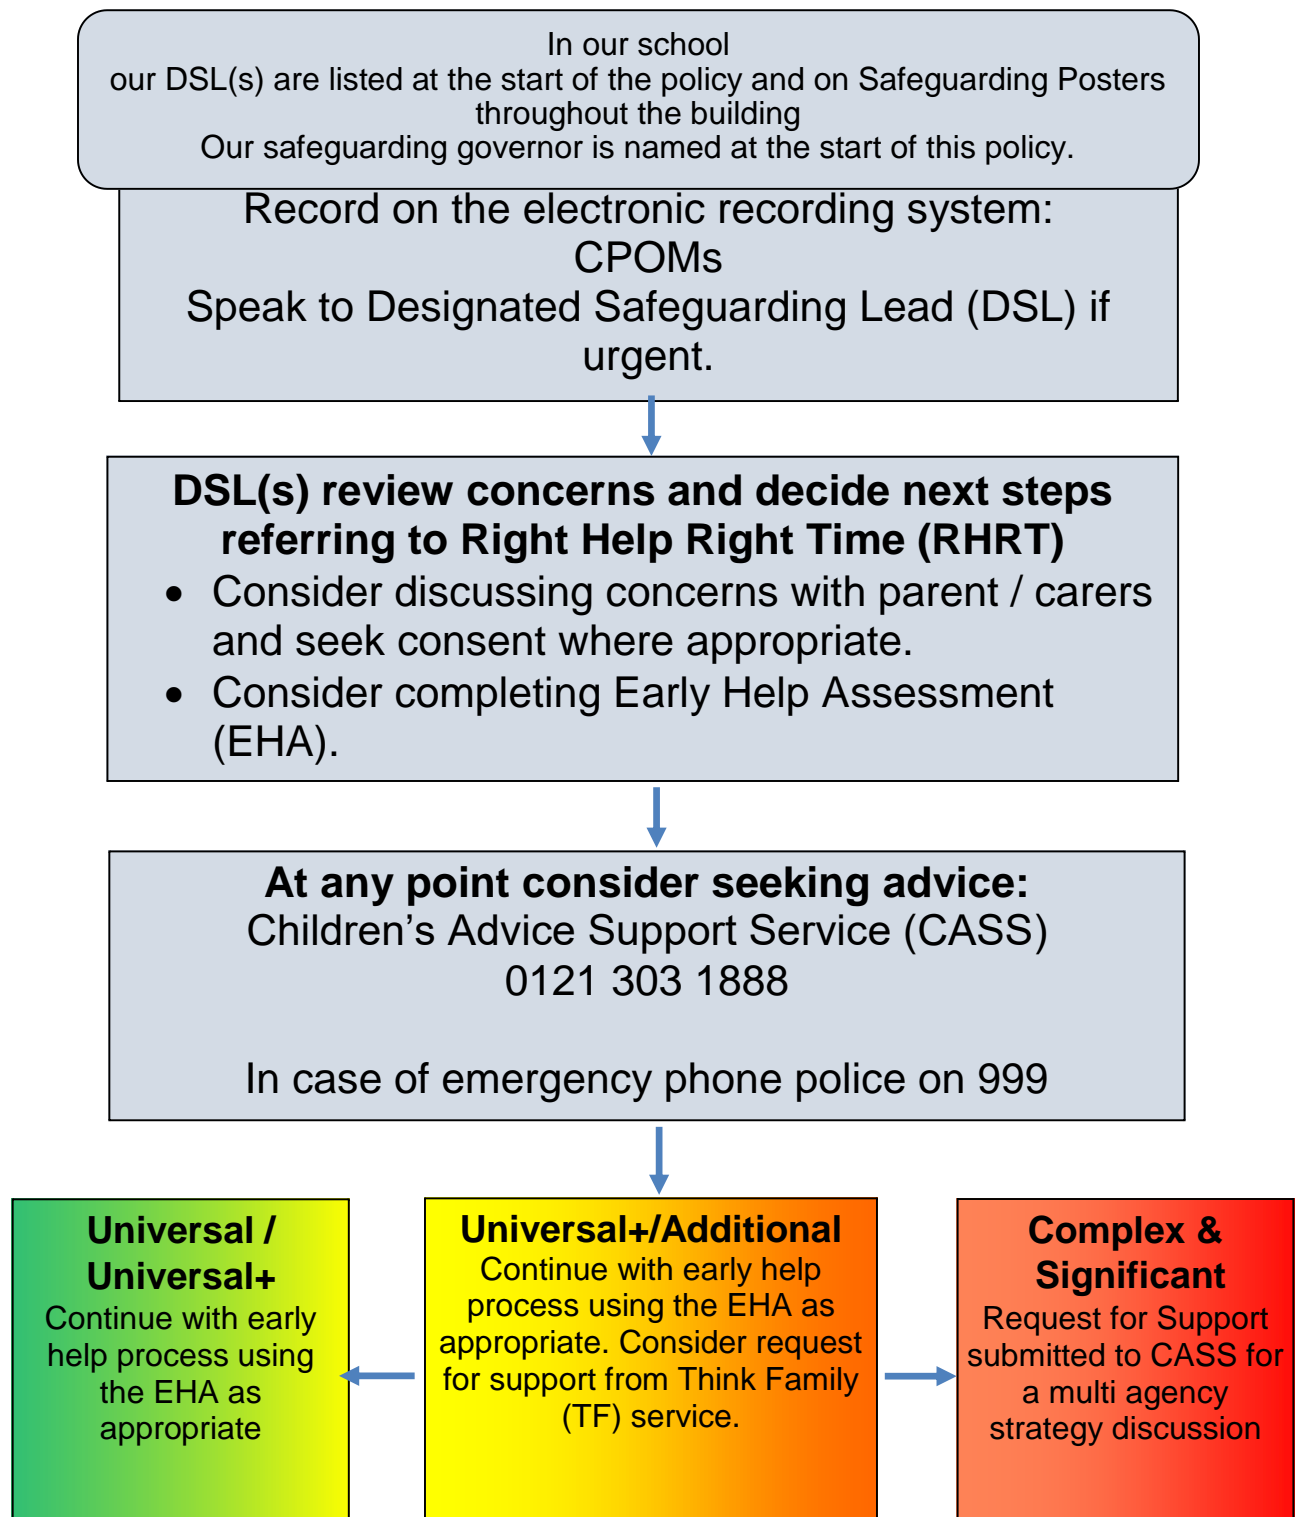 In our school
our DSL(s) are listed at the start of the policy and on Safeguarding Posters
throughout the building
Our safeguarding governor is named at the start of this policy.
Record on the electronic recording system:
CPOMs
Speak to Designated Safeguarding Lead (DSL) if
urgent.
DSL(s) review concerns and decide next steps
referring to Right Help Right Time (RHRT)
• Consider discussing concerns with parent / carers
and seek consent where appropriate.
• Consider completing Early Help Assessment
(EHA).
At any point consider seeking advice:
Children’s Advice Support Service (CASS)
0121 303 1888
In case of emergency phone police on 999
Universal /
Universal+
Continue with early
help process using
the EHA as
appropriate
Universal+/Additional
Continue with early help
process using the EHA as
appropriate. Consider request
for support from Think Family
(TF) service.
Complex &
Significant
Request for Support
submitted to CASS for
a multi agency
strategy discussion